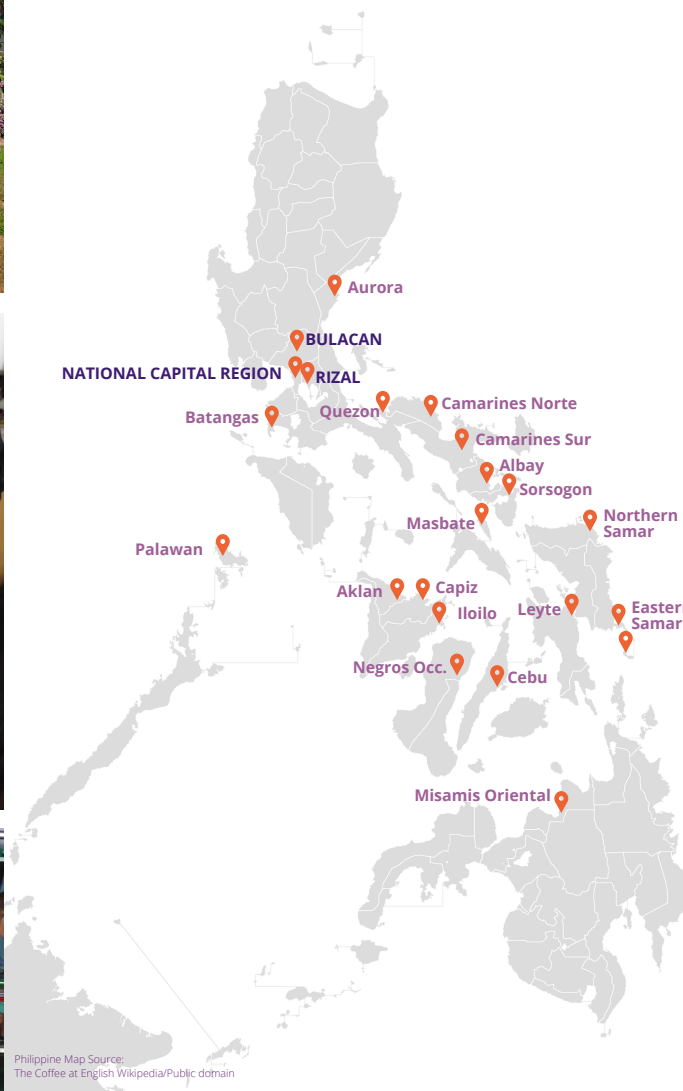 Aurora
BULACAN
NATIONAL CAPITAL REGION
RIZAL
Quezon
Camarines Norte
Batangas
Camarines Sur
Albay
Sorsogon
Masbate
Northern
Samar
Palawan
Aklan
Capiz
Iloilo
Leyte
Eastern
Samar
Negros Occ.
Cebu
Misamis Oriental
Philippine Map Source:
The Coffee at English Wikipedia/Public domain